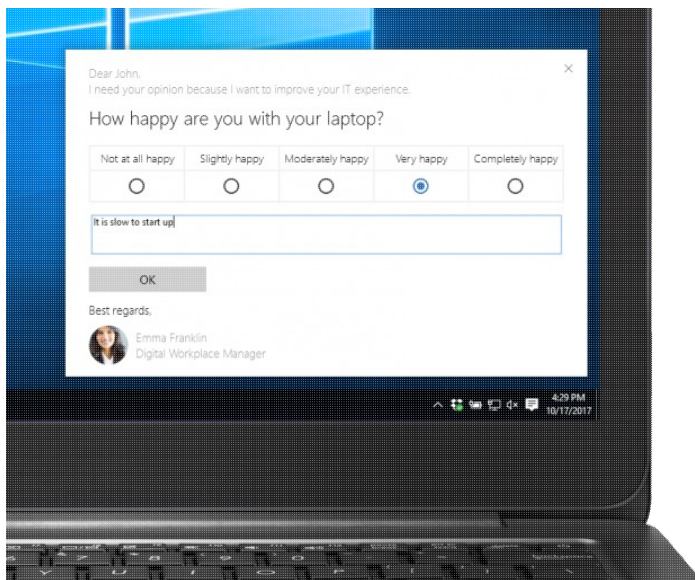 Dear John,
I need your opinion because I want to improve your IT experience.
How happy are you with your laptop?
Not at all happy Slightly happy Moderately happy Very happy Completely happy
It is slow to start up
OK
Best regards,
Emma Franklin
Digital Workplace Manager
4:29 PM
10/17/2017